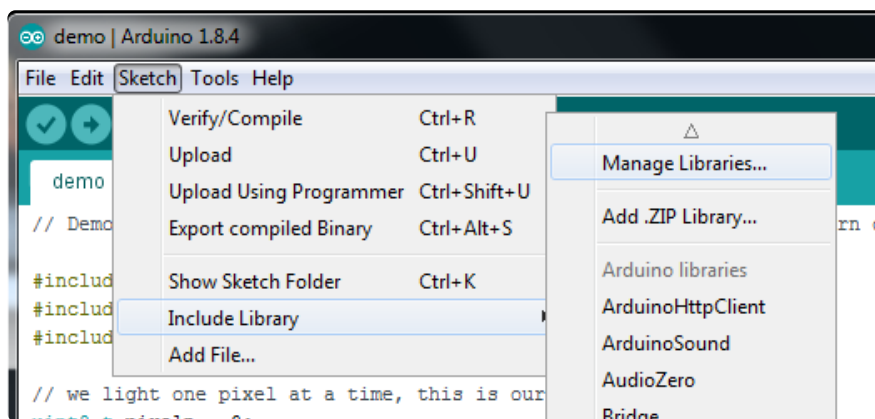 demo | Arduino 1.8.4
File Edit Sketch Tools Help
Verify/Compile Ctrl+R
Upload Ctrl+U
Upload Using Programmer Ctrl+Shift+U
Export compiled Binary Ctrl+Alt+S
Show Sketch Folder Ctrl+K
Include Library
Add File...
Manage Libraries...
Add .ZIP Library...
Arduino libraries
ArduinoHttpClient
ArduinoSound
AudioZero
Bridge
demo
// Demo
rn
#includ
#includ
#includ
// we light one pixel at a time, this is our